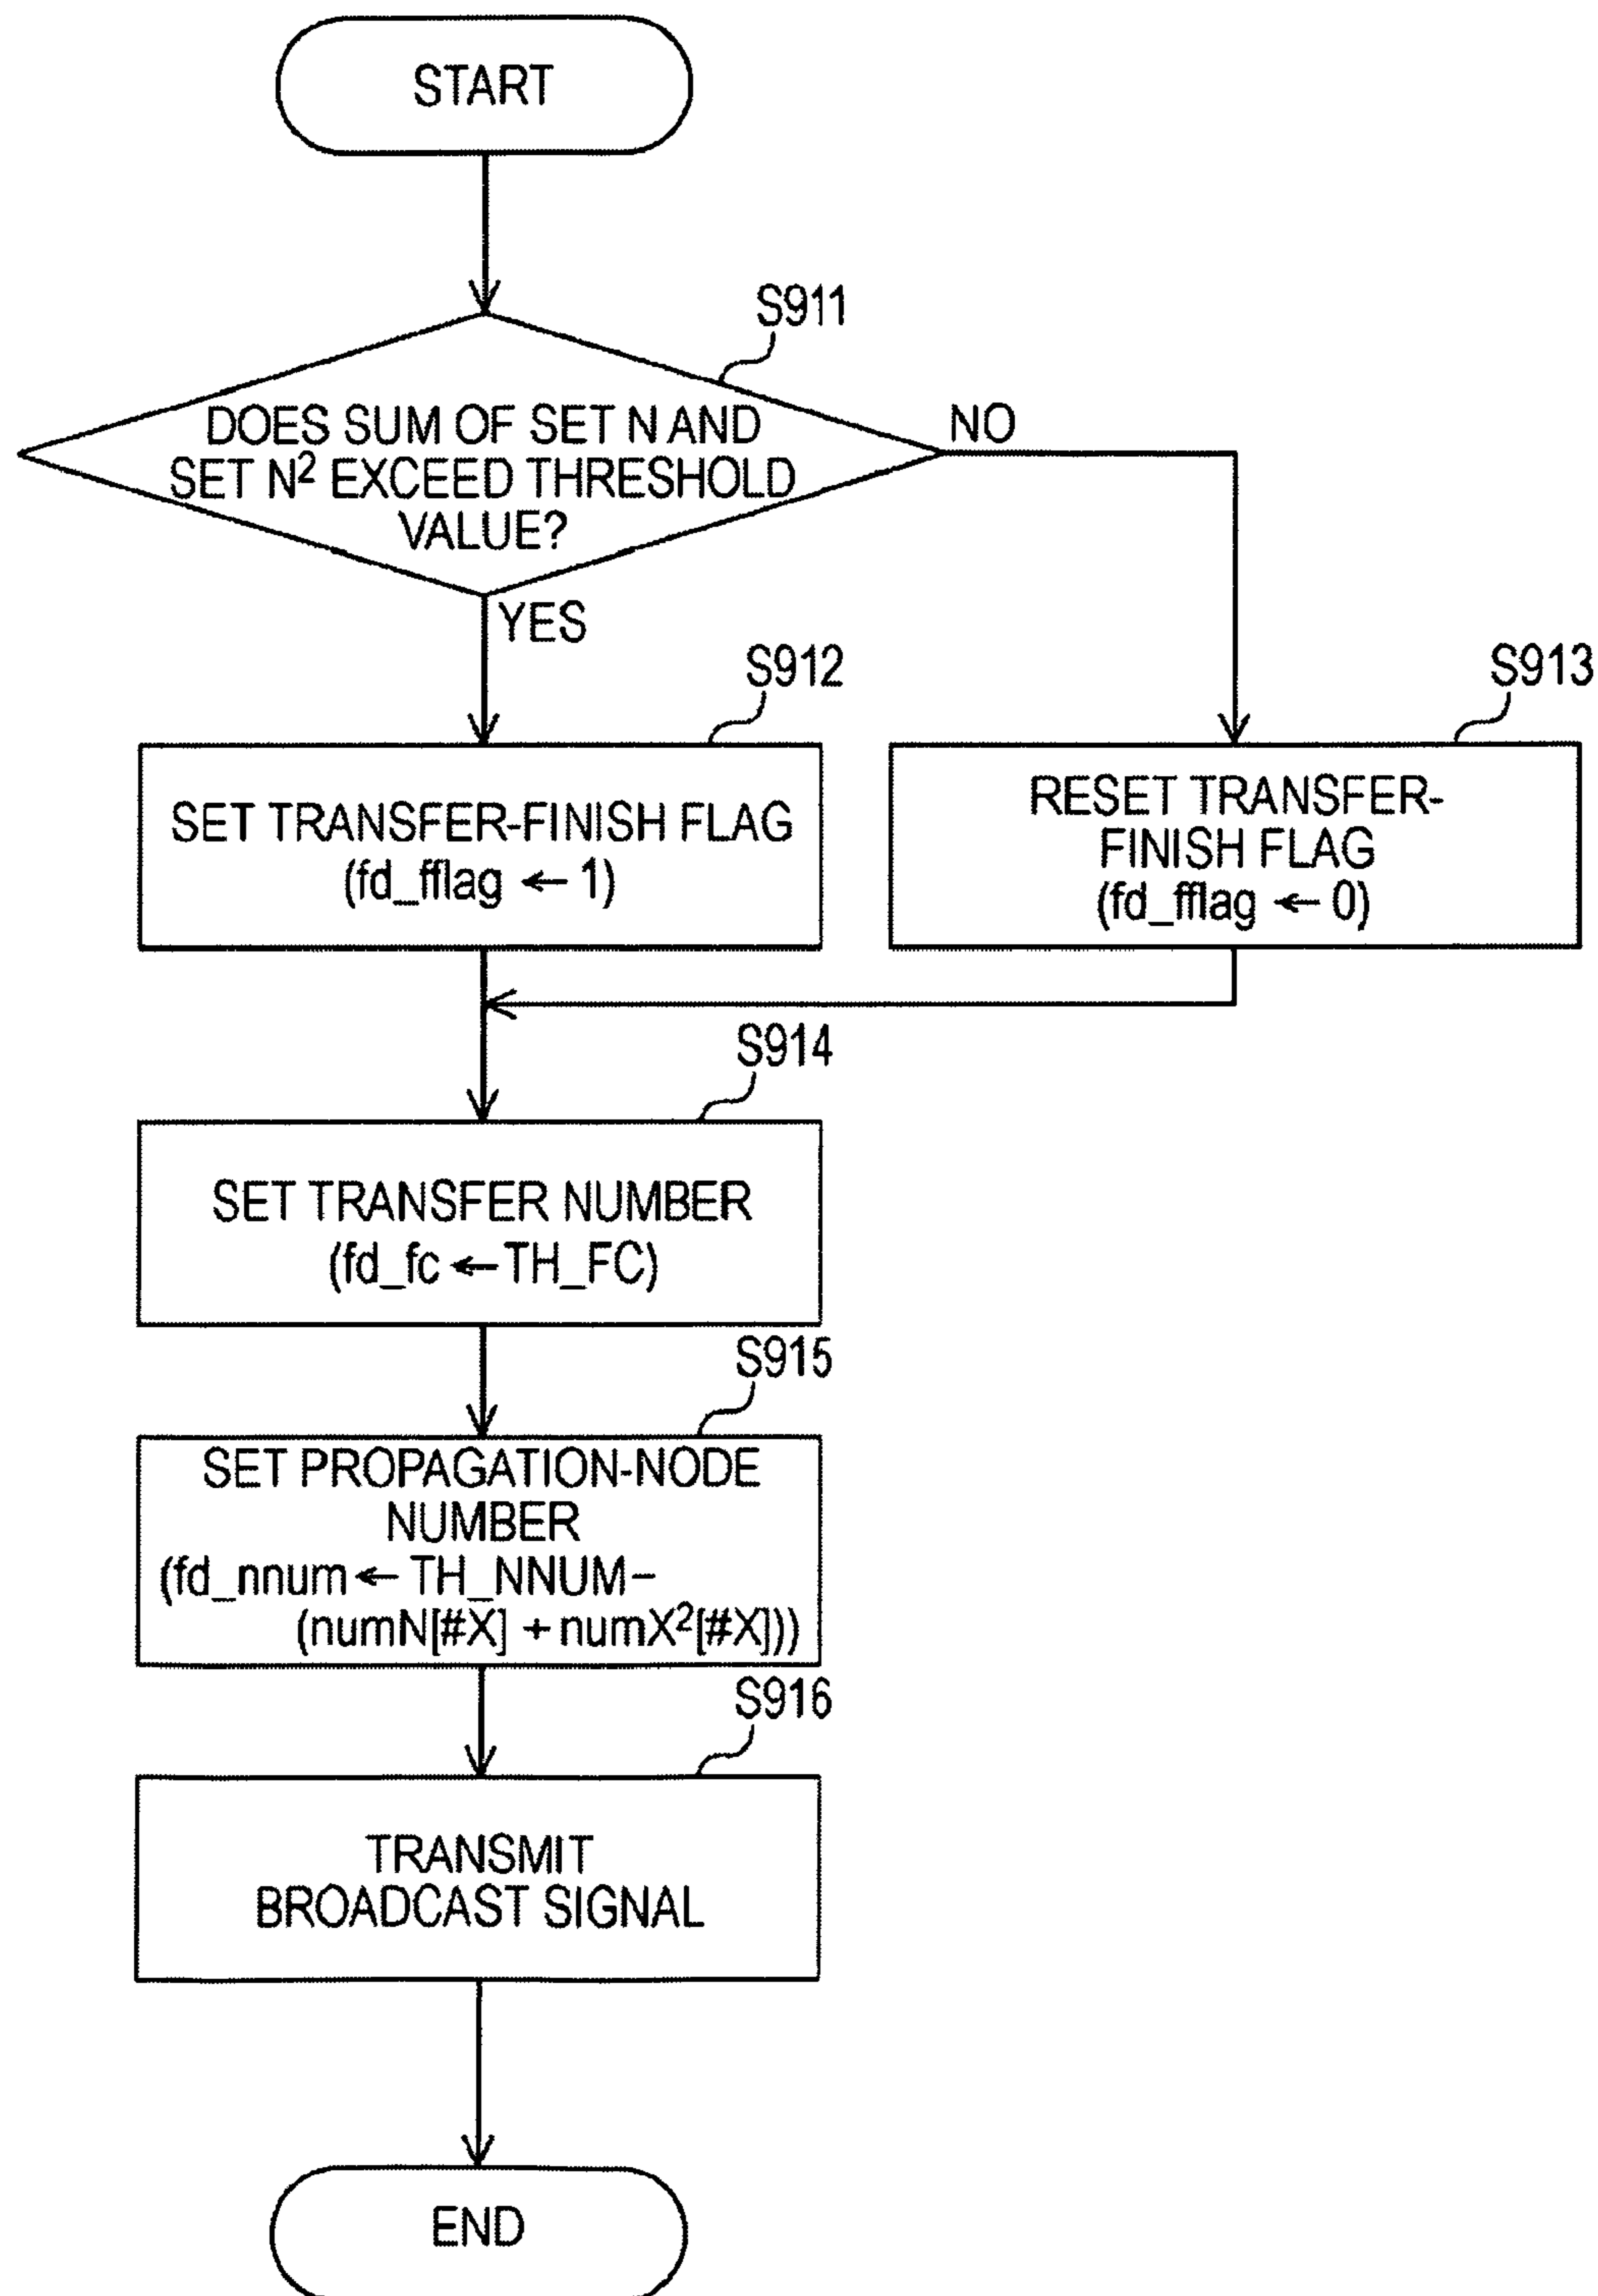 START
S911
DOES SUM OF SET N AND
SET N² EXCEED THRESHOLD
VALUE?
NO
YES
S912
SET TRANSFER-FINISH FLAG
(fd_fflag ← 1)
S913
RESET TRANSFER-
FINISH FLAG
(fd_fflag ← 0)
S914
SET TRANSFER NUMBER
(fd_fc ← TH_FC)
S915
SET PROPAGATION-NODE
NUMBER
(fd_nnum ← TH_NNUM–
(numN[#X] + numX²[#X]))
S916
TRANSMIT
BROADCAST SIGNAL
END